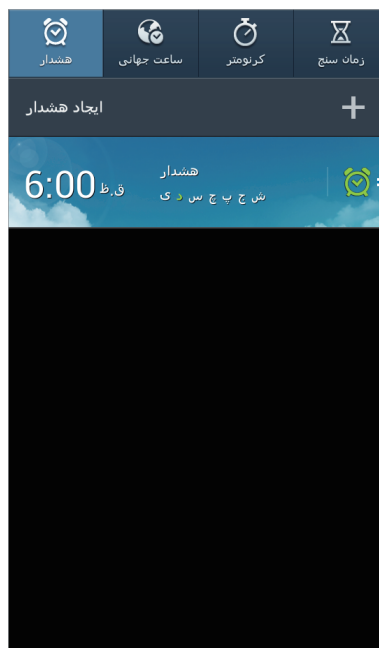 هشدار
ساعت جهانی
کرنومتر
زمان سنج
ایجاد هشدار
6:00 ق.ظ
هشدار
ش ج پ چ س د ی